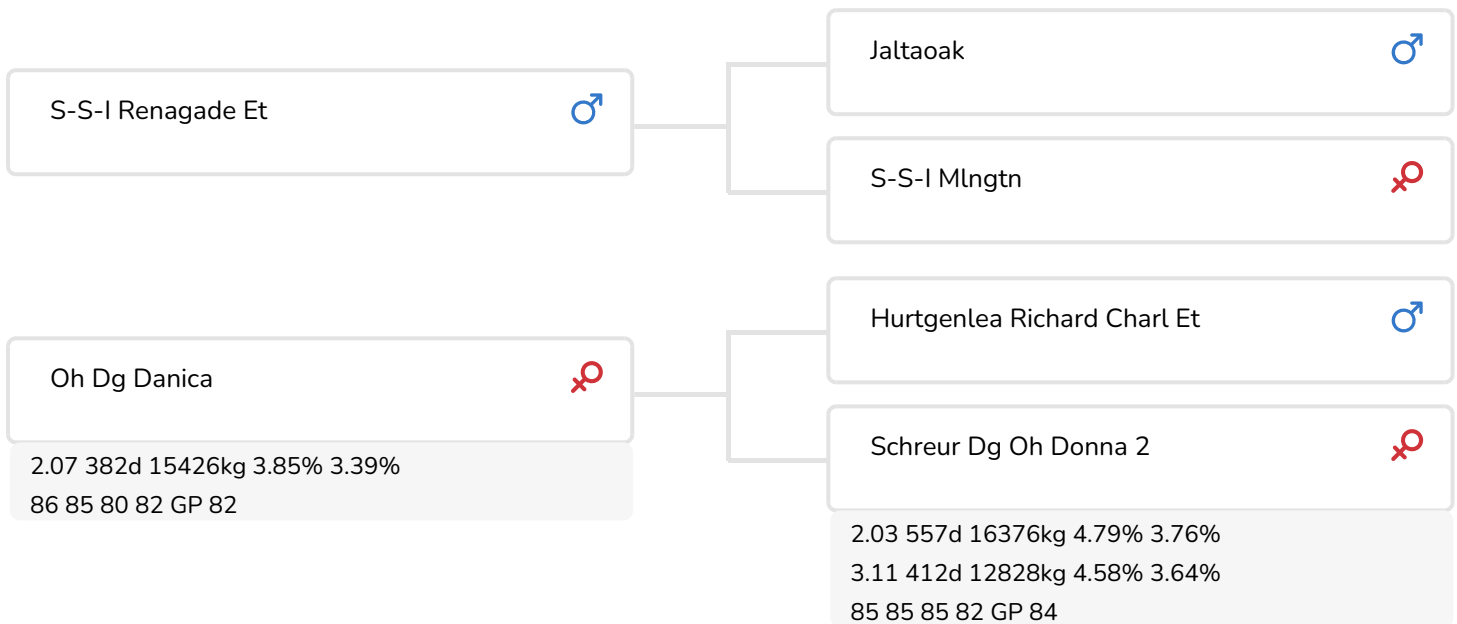 S-S-I Renagade Et
Jaltaoak
S-S-I Mlngtn
Oh Dg Danica
2.07 382d 15426kg 3.85% 3.39%
86 85 80 82 GP 82
Hurtgenlea Richard Charl Et
Schreur Dg Oh Donna 2
2.03 557d 16376kg 4.79% 3.76%
3.11 412d 12828kg 4.58% 3.64%
85 85 85 82 GP 84